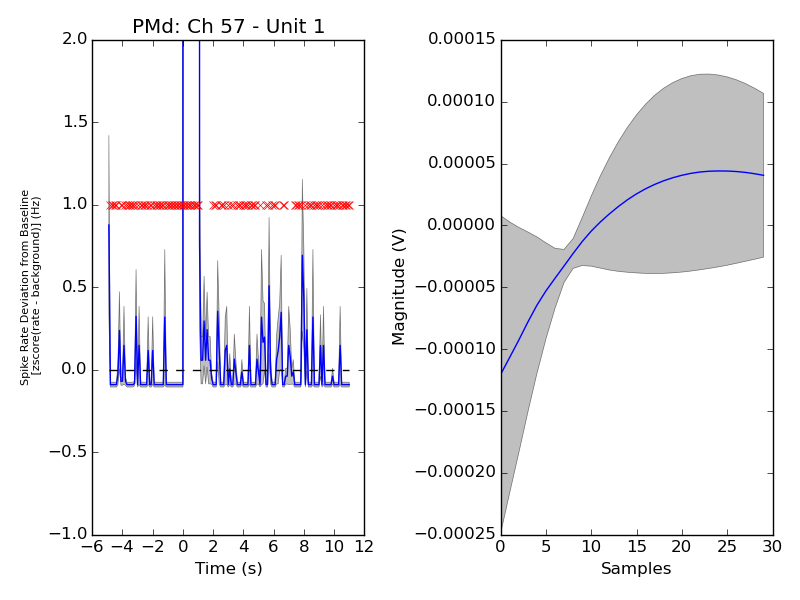 PMd: Ch 57 - Unit 1
2.0
1.5
1.0
0.5
0.0
−0.5
−1.0
−6 −4 −2 0 2 4 6 8 10 12
Time (s)
Spike Rate Deviation from Baseline
[zscore(rate - background)] (Hz)
0.00015
0.00010
0.00005
0.00000
−0.00005
−0.00010
−0.00015
−0.00020
−0.00025
0 5 10 15 20 25 30
Samples
Magnitude (V)